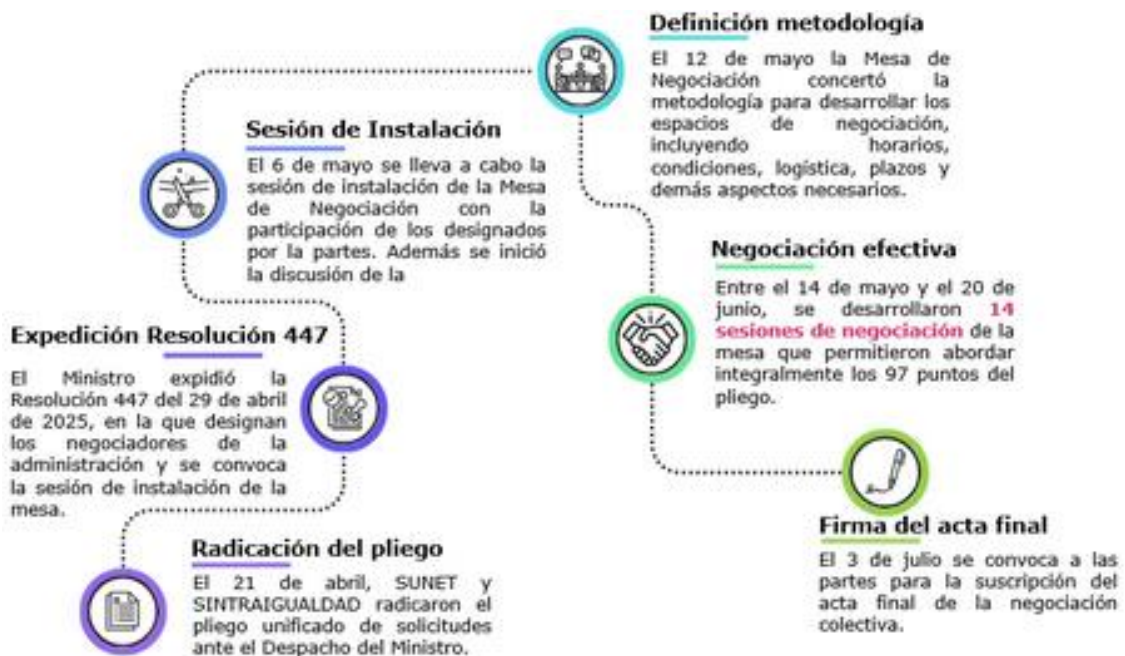 Definición metodología
El 12 de mayo la Mesa de
Negociación concertó la
metodología para desarrollar los
espacios de negociación,
incluyendo horarios,
condiciones, logística, plazos y
demás aspectos necesarios.
Sesión de Instalación
El 6 de mayo se lleva a cabo la
sesión de instalación de la Mesa
de Negociación con la
participación de los designados
por la partes. Además se inició
la discusión de la
Negociación efectiva
Entre el 14 de mayo y el 20 de
junio, se desarrollaron 14
sesiones de negociación de la
mesa que permitieron abordar
integralmente los 97 puntos del
pliego.
Expedición Resolución 447
El Ministro expidió la
Resolución 447 del 29 de abril
de 2025, en la que designan
los negociadores de la
administración y se convoca
la sesión de instalación de la
mesa.
Firma del acta final
El 3 de julio se convoca a las
partes para la suscripción del
acta final de la negociación
colectiva.
Radicación del pliego
El 21 de abril, SUNET y
SINTRAIGUALDAD radicaron el
pliego unificado de solicitudes
ante el Despacho del Ministro.